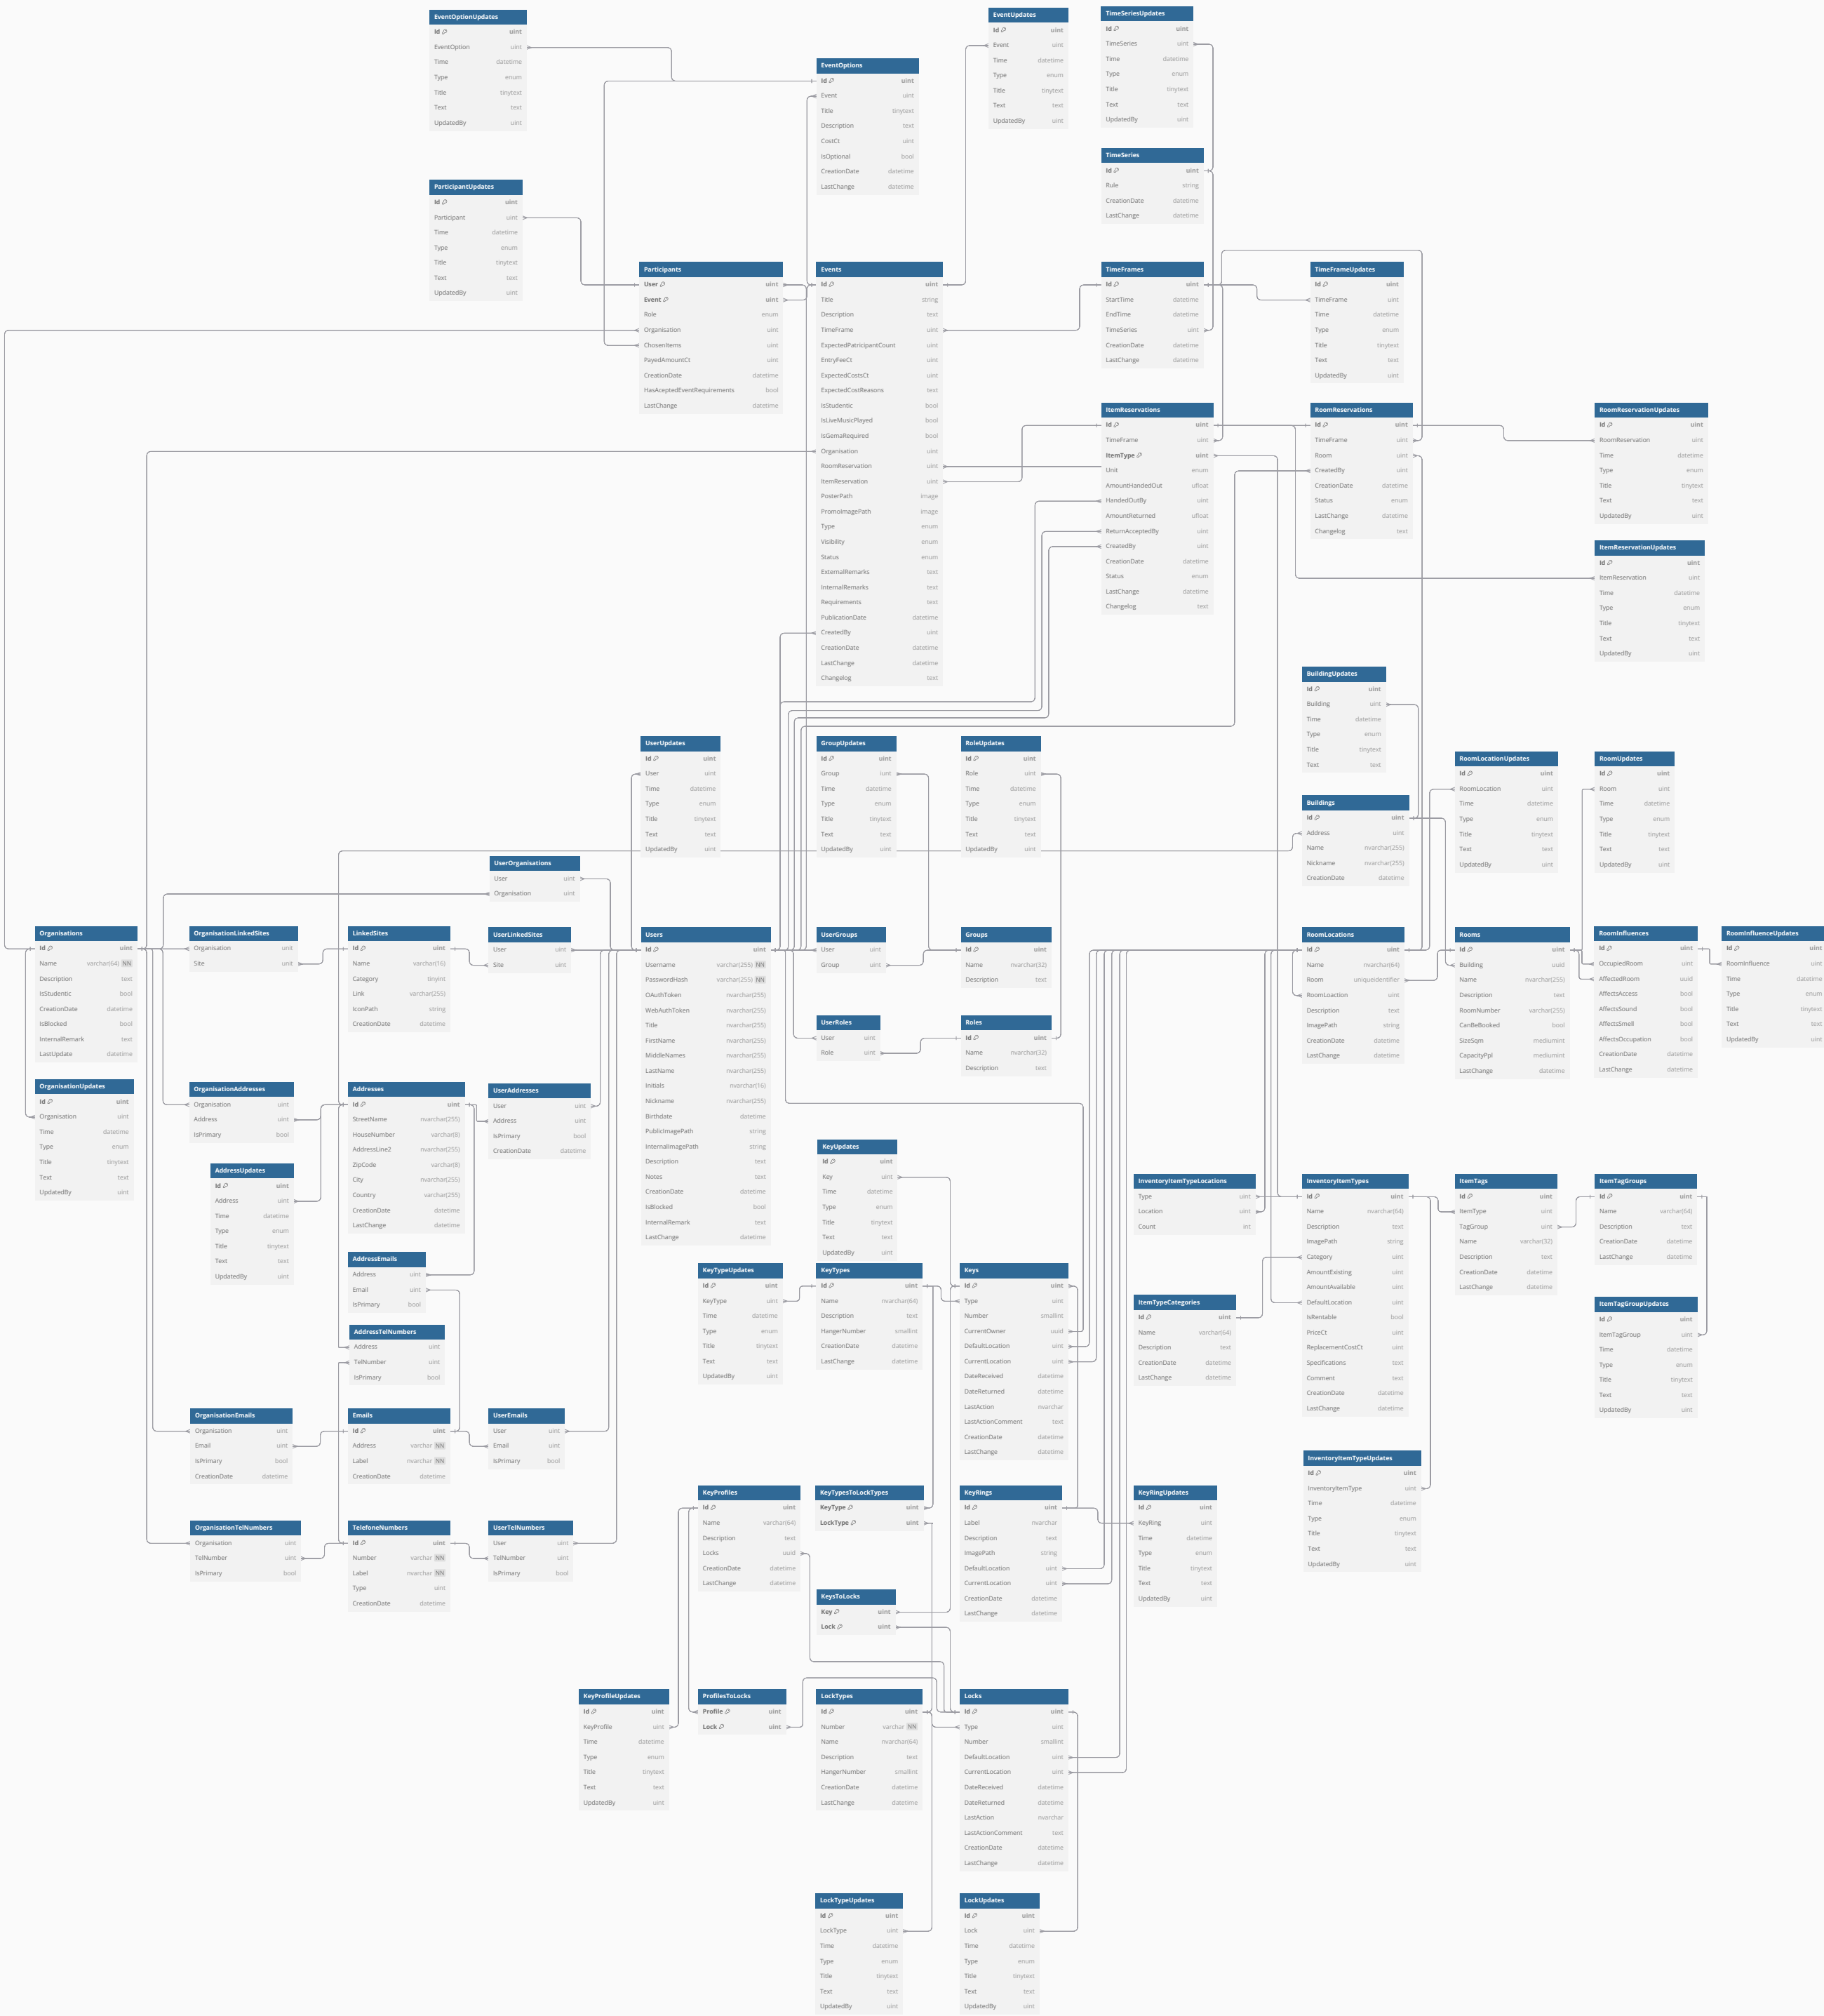 EventOptionUpdates
Id uint
EventOption uint
Time datetime
Type enum
Title tinytext
Text text
UpdatedBy uint
EventUpdates
Id uint
Event uint
Time datetime
Type enum
Title tinytext
Text text
UpdatedBy uint
TimeSeriesUpdates
Id uint
TimeSeries uint
Time datetime
Type enum
Title tinytext
Text text
UpdatedBy uint
EventOptions
Id uint
Event uint
Title tinytext
Description text
CostCt uint
IsOptional bool
CreationDate datetime
LastChange datetime
TimeSeries
Id uint
Rule string
CreationDate datetime
LastChange datetime
ParticipantUpdates
Id uint
Participant uint
Time datetime
Type enum
Title tinytext
Text text
UpdatedBy uint
Participants
User uint
Event uint
Role enum
Organisation uint
ChosenItems uint
PayedAmountCt uint
CreationDate datetime
HasAceptedEventRequirements bool
LastChange datetime
Events
Id uint
Title string
Description text
TimeFrame uint
ExpectedPatricipantCount uint
EntryFeeCt uint
ExpectedCostsCt uint
ExpectedCostReasons text
IsStudentic bool
IsLiveMusicPlayed bool
IsGemaRequired bool
Organisation uint
RoomReservation uint
ItemReservation uint
PosterPath image
PromoImagePath image
Type enum
Visibility enum
Status enum
ExternalRemarks text
InternalRemarks text
Requirements text
PublicationDate datetime
CreatedBy uint
CreationDate datetime
LastChange datetime
Changelog text
TimeFrames
Id uint
StartTime datetime
EndTime datetime
TimeSeries uint
CreationDate datetime
LastChange datetime
TimeFrameUpdates
Id uint
TimeFrame uint
Time datetime
Type enum
Title tinytext
Text text
UpdatedBy uint
ItemReservations
Id uint
TimeFrame uint
ItemType uint
Unit enum
AmountHandedOut ufloat
HandedOutBy uint
AmountReturned ufloat
ReturnAcceptedBy uint
CreatedBy uint
CreationDate datetime
Status enum
LastChange datetime
Changelog text
RoomReservations
Id uint
TimeFrame uint
Room uint
CreatedBy uint
CreationDate datetime
Status enum
LastChange datetime
Changelog text
RoomReservationUpdates
Id uint
RoomReservation uint
Time datetime
Type enum
Title tinytext
Text text
UpdatedBy uint
ItemReservationUpdates
Id uint
ItemReservation uint
Time datetime
Type enum
Title tinytext
Text text
UpdatedBy uint
BuildingUpdates
Id uint
Building uint
Time datetime
Type enum
Title tinytext
Text text
UserUpdates
Id uint
User uint
Time datetime
Type enum
Title tinytext
Text text
UpdatedBy uint
GroupUpdates
Id uint
Group iunt
Time datetime
Type enum
Title tinytext
Text text
UpdatedBy uint
RoleUpdates
Id uint
Role uint
Time datetime
Type enum
Title tinytext
Text text
UpdatedBy uint
RoomLocationUpdates
Id uint
RoomLocation uint
Time datetime
Type enum
Title tinytext
Text text
UpdatedBy uint
RoomUpdates
Id uint
Room uint
Time datetime
Type enum
Title tinytext
Text text
UpdatedBy uint
Buildings
Id uint
Address uint
Name nvarchar(255)
Nickname nvarchar(255)
CreationDate datetime
UserOrganisations
User uint
Organisation uint
Organisations
Id uint
Name varchar(64) NN
Description text
IsStudentic bool
CreationDate datetime
IsBlocked bool
InternalRemark text
LastUpdate datetime
OrganisationLinkedSites
Organisation unit
Site unit
LinkedSites
Id uint
Name varchar(16)
Category tinyint
Link varchar(255)
IconPath string
CreationDate datetime
UserLinkedSites
User uint
Site uint
Users
Id uint
Username varchar(255) NN
PasswordHash varchar(255) NN
OAuthToken nvarchar(255)
WebAuthToken nvarchar(255)
Title nvarchar(255)
FirstName nvarchar(255)
MiddleNames nvarchar(255)
LastName nvarchar(255)
Initials nvarchar(16)
Nickname nvarchar(255)
Birthdate datetime
PublicImagePath string
InternalImagePath string
Description text
Notes text
CreationDate datetime
IsBlocked bool
InternalRemark text
LastChange datetime
UserGroups
User uint
Group uint
Groups
Id uint
Name nvarchar(32)
Description text
UserRoles
User uint
Role uint
Roles
Id uint
Name nvarchar(32)
Description text
RoomLocations
Id uint
Name nvarchar(64)
Room uniqueidentifier
RoomLoaction uint
Description text
ImagePath string
CreationDate datetime
LastChange datetime
Rooms
Id uint
Building uuid
Name nvarchar(255)
Description text
RoomNumber varchar(255)
CanBeBooked bool
SizeSqm mediumint
CapacityPpl mediumint
LastChange datetime
RoomInfluences
Id uint
OccupiedRoom uuid
AffectedRoom uuid
AffectsAccess bool
AffectsSound bool
AffectsSmell bool
AffectsOccupation bool
CreationDate datetime
LastChange datetime
RoomInfluenceUpdates
Id uint
RoomInfluence uint
Time datetime
Type enum
Title tinytext
Text text
UpdatedBy uint
OrganisationUpdates
Id uint
Organisation uint
Time datetime
Type enum
Title tinytext
Text text
UpdatedBy uint
OrganisationAddresses
Organisation uint
Address uint
IsPrimary bool
Addresses
Id uint
StreetName nvarchar(255)
HouseNumber varchar(8)
AddressLine2 nvarchar(255)
ZipCode varchar(8)
City nvarchar(255)
Country varchar(255)
CreationDate datetime
LastChange datetime
UserAddresses
User uint
Address uint
IsPrimary bool
CreationDate datetime
AddressUpdates
Id uint
Address uint
Time datetime
Type enum
Title tinytext
Text text
UpdatedBy uint
AddressEmails
Address uint
Email uint
IsPrimary bool
AddressTelNumbers
Address uint
TelNumber uint
IsPrimary bool
KeyUpdates
Id uint
Key uint
Time datetime
Type enum
Title tinytext
Text text
UpdatedBy uint
KeyTypeUpdates
Id uint
KeyType uint
Time datetime
Type enum
Title tinytext
Text text
UpdatedBy uint
KeyTypes
Id uint
Name nvarchar(64)
Description text
HangerNumber smallint
CreationDate datetime
LastChange datetime
Keys
Id uint
Type uint
Number smallint
CurrentOwner uuid
DefaultLocation uint
CurrentLocation uint
DateReceived datetime
DateReturned datetime
LastAction nvarchar
LastActionComment text
CreationDate datetime
LastChange datetime
InventoryItemTypeLocations
Type uint
Location uint
Count int
InventoryItemTypes
Id uint
Name nvarchar(64)
Description text
ImagePath string
Category uint
AmountExisting uint
AmountAvailable uint
DefaultLocation uint
IsRentable bool
PriceCt uint
ReplacementCostCt uint
Specifications text
Comment text
CreationDate datetime
LastChange datetime
ItemTags
Id uint
ItemType uint
TagGroup uint
Name varchar(32)
Description text
CreationDate datetime
LastChange datetime
ItemTagGroups
Id uint
Name varchar(64)
Description text
CreationDate datetime
LastChange datetime
ItemTypeCategories
Id uint
Name varchar(64)
Description text
CreationDate datetime
LastChange datetime
ItemTagGroupUpdates
Id uint
ItemTagGroup uint
Time datetime
Type enum
Title tinytext
Text text
UpdatedBy uint
OrganisationEmails
Organisation uint
Email uint
IsPrimary bool
CreationDate datetime
Emails
Id uint
Address varchar NN
Label nvarchar NN
CreationDate datetime
UserEmails
User uint
Email uint
IsPrimary bool
InventoryItemTypeUpdates
Id uint
InventoryItemType uint
Time datetime
Type enum
Title tinytext
Text text
UpdatedBy uint
OrganisationTelNumbers
Organisation uint
TelNumber uint
IsPrimary bool
TelefoneNumbers
Id uint
Number varchar NN
Label nvarchar NN
Type uint
CreationDate datetime
UserTelNumbers
User uint
TelNumber uint
IsPrimary bool
KeyProfiles
Id uint
Name varchar(64)
Description text
Locks uuid
CreationDate datetime
LastChange datetime
KeyTypesToLockTypes
KeyType uint
LockType uint
KeyRings
Id uint
Label nvarchar
Description text
ImagePath string
DefaultLocation uint
CurrentLocation uint
CreationDate datetime
LastChange datetime
KeyRingUpdates
Id uint
KeyRing uint
Time datetime
Type enum
Title tinytext
Text text
UpdatedBy uint
KeysToLocks
Key uint
Lock uint
KeyProfileUpdates
Id uint
KeyProfile uint
Time datetime
Type enum
Title tinytext
Text text
UpdatedBy uint
ProfilesToLocks
Profile uint
Lock uint
LockTypes
Id uint
Number varchar NN
Name nvarchar(64)
Description text
HangerNumber smallint
CreationDate datetime
LastChange datetime
Locks
Id uint
Type uint
Number smallint
DefaultLocation uint
CurrentLocation uint
DateReceived datetime
DateReturned datetime
LastAction nvarchar
LastActionComment text
CreationDate datetime
LastChange datetime
LockTypeUpdates
Id uint
LockType uint
Time datetime
Type enum
Title tinytext
Text text
UpdatedBy uint
LockUpdates
Id uint
Lock uint
Time datetime
Type enum
Title tinytext
Text text
UpdatedBy uint